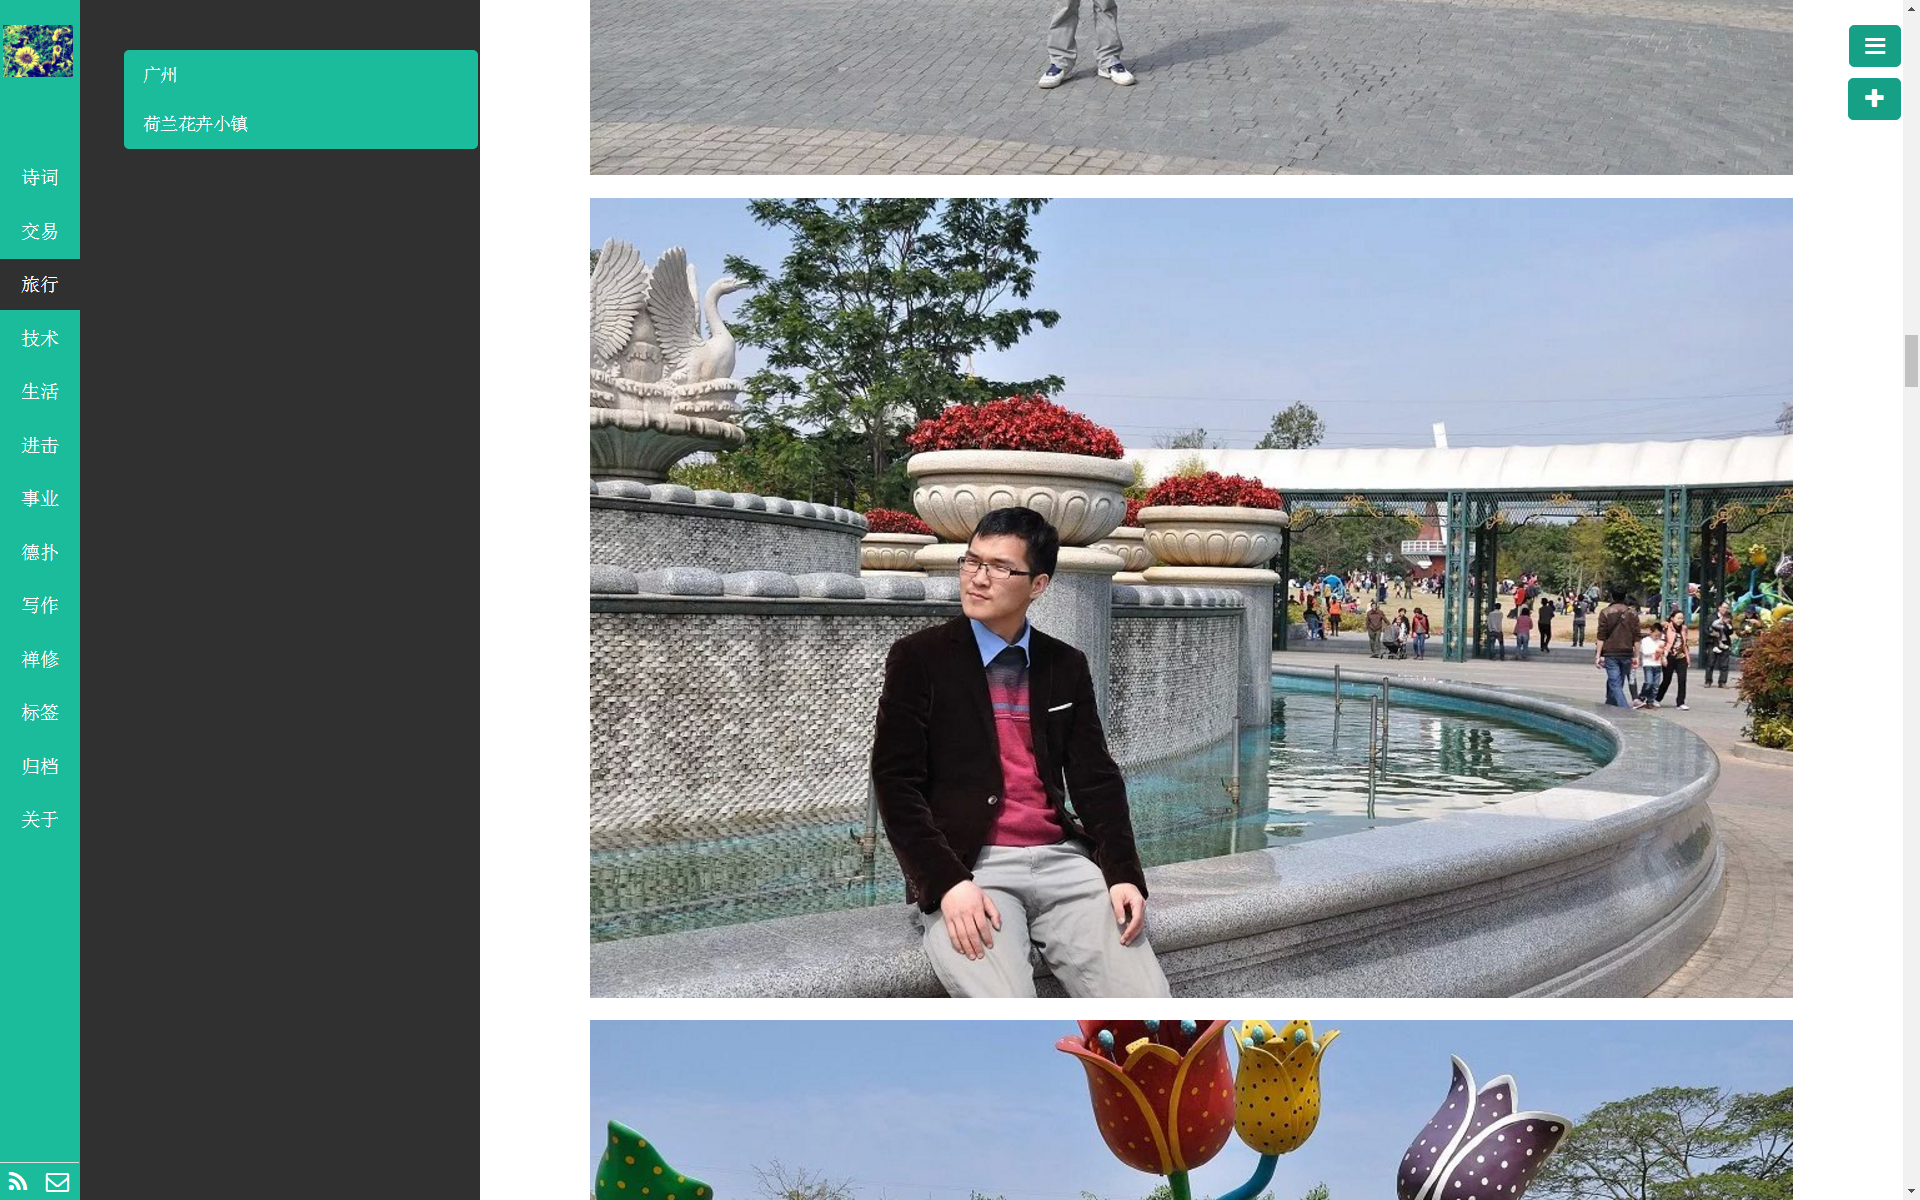 广州
荷兰花卉小镇
诗词
交易
旅行
技术
生活
进击
事业
德扑
写作
禅修
标签
归档
关于